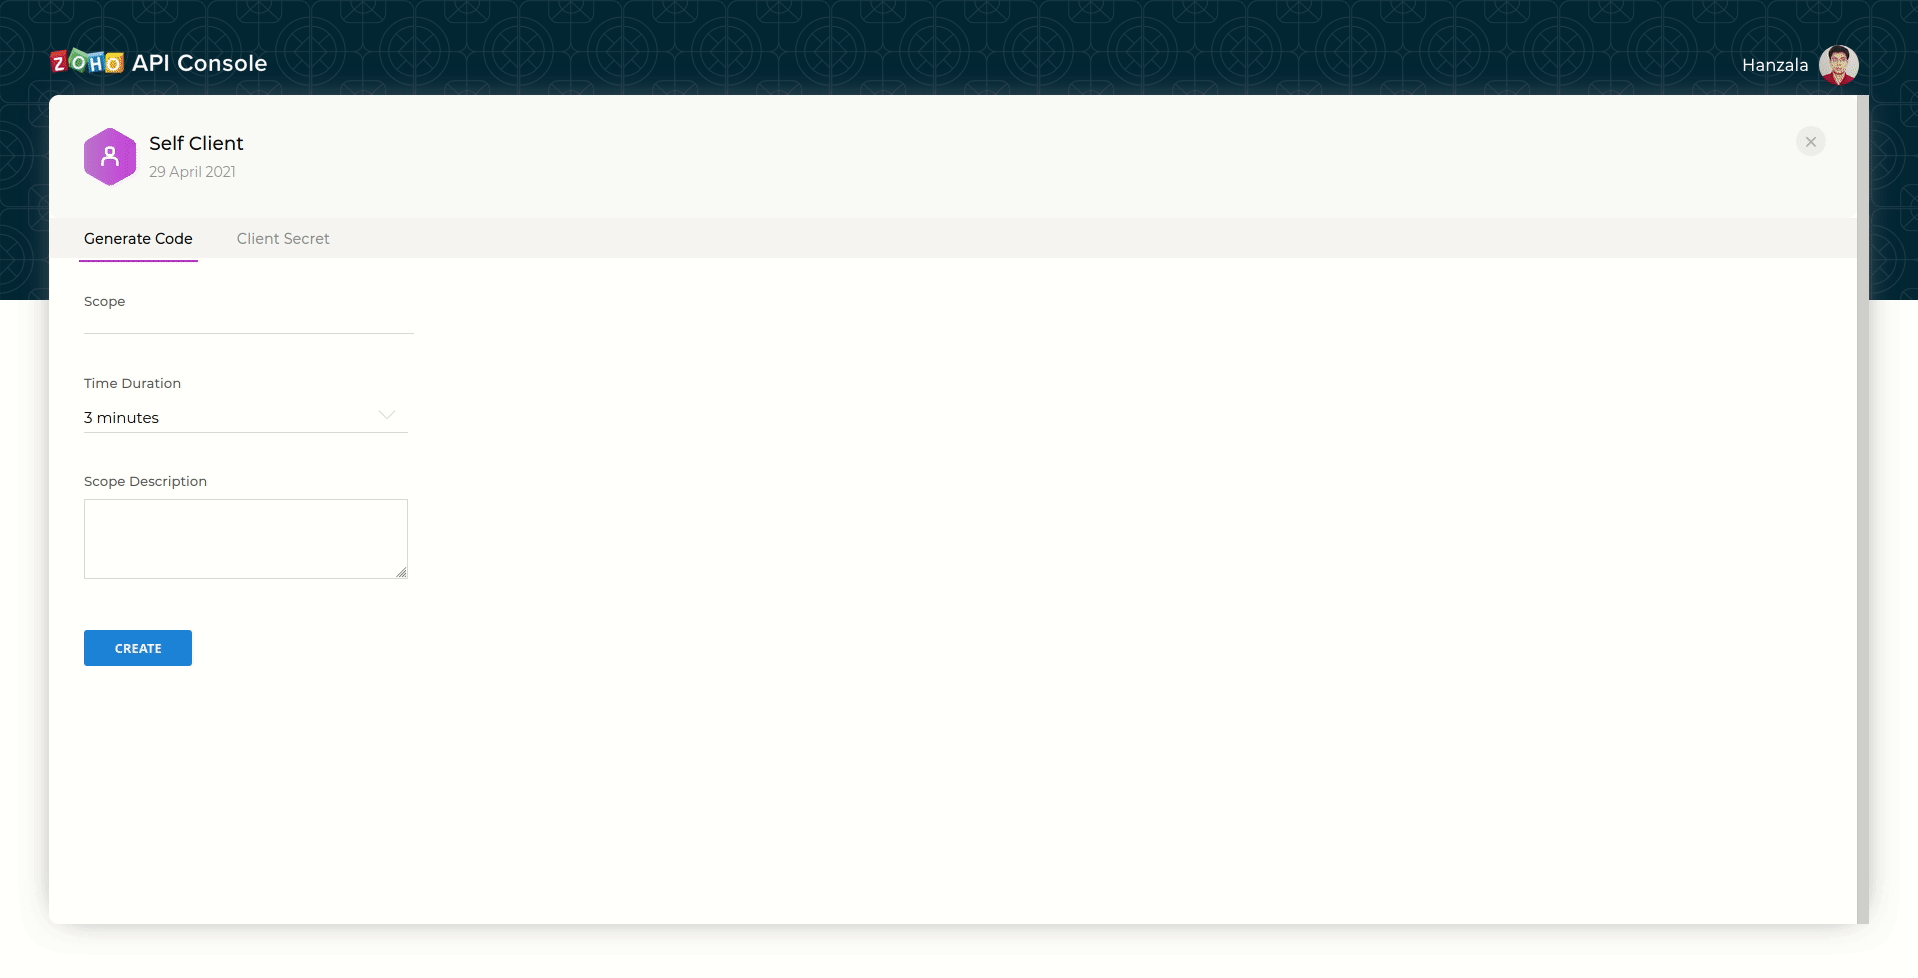 ZOHO API Console
Hanzala
Self Client
29 April 2021
Generate Code
Client Secret
Scope
Time Duration
3 minutes
Scope Description
CREATE